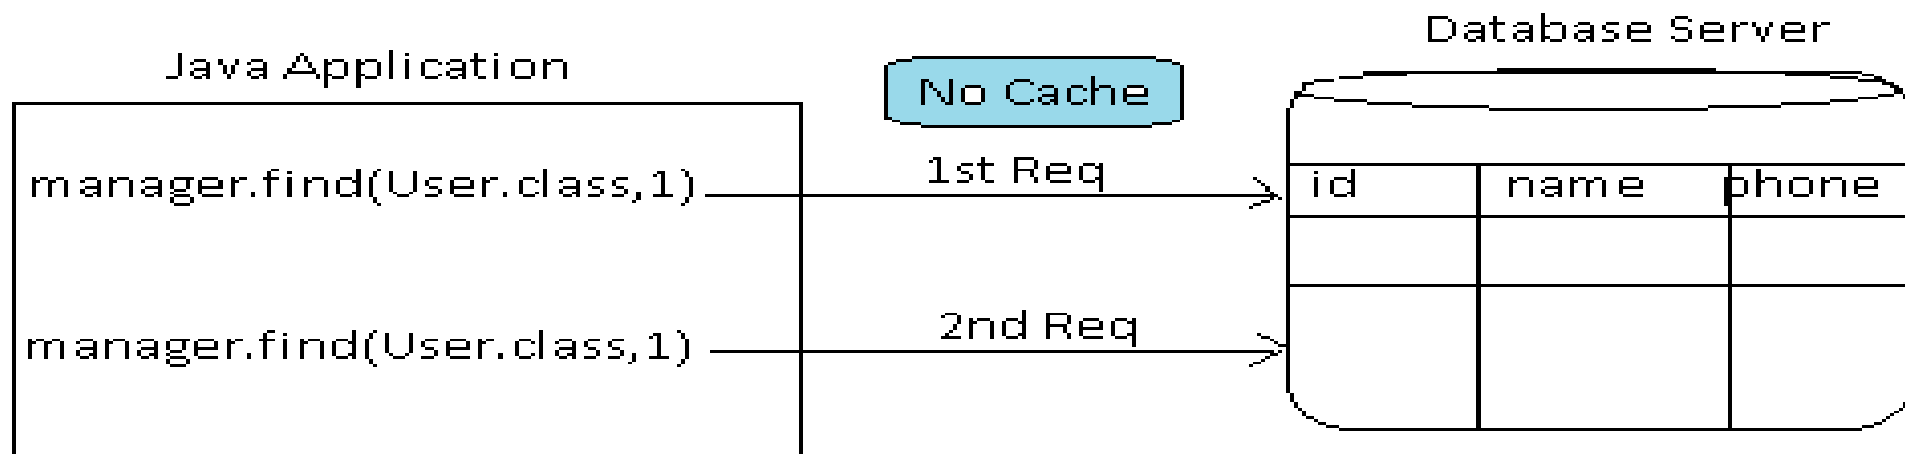 Java Application
No Cache
Database Server
manager.find(User.class,1)
1st Req
id name phone
manager.find(User.class,1)
2nd Req